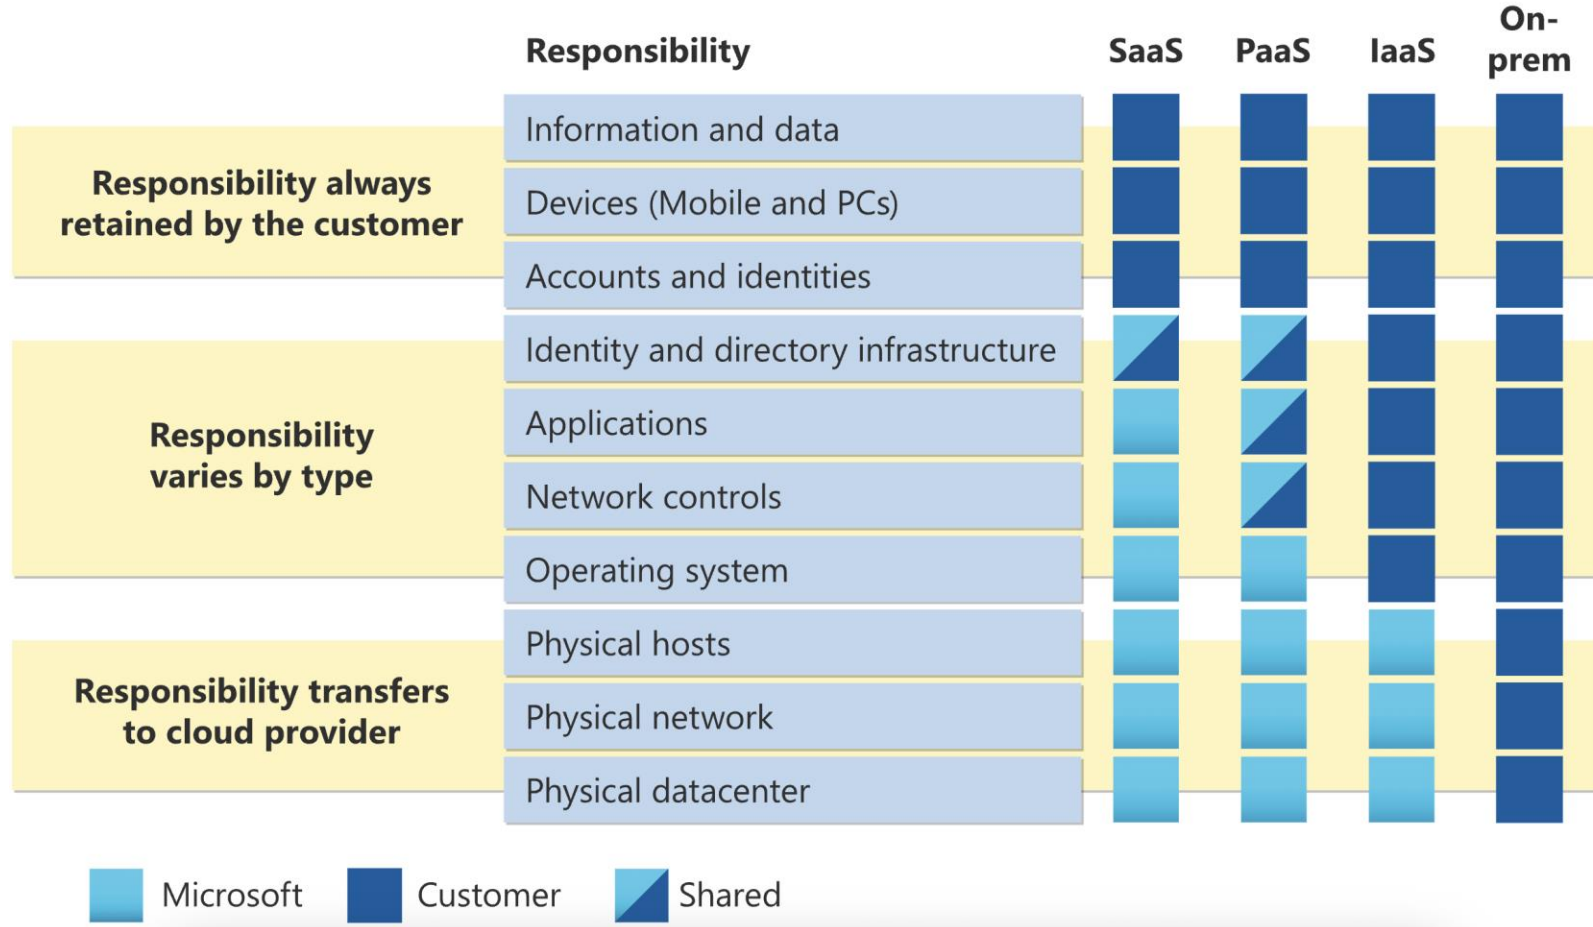 Responsibility
SaaS
PaaS
IaaS
On-
prem
Responsibility always
retained by the customer
Information and data
Devices (Mobile and PCs)
Accounts and identities
Responsibility
varies by type
Identity and directory infrastructure
Applications
Network controls
Operating system
Responsibility transfers
to cloud provider
Physical hosts
Physical network
Physical datacenter
Microsoft
Customer
Shared